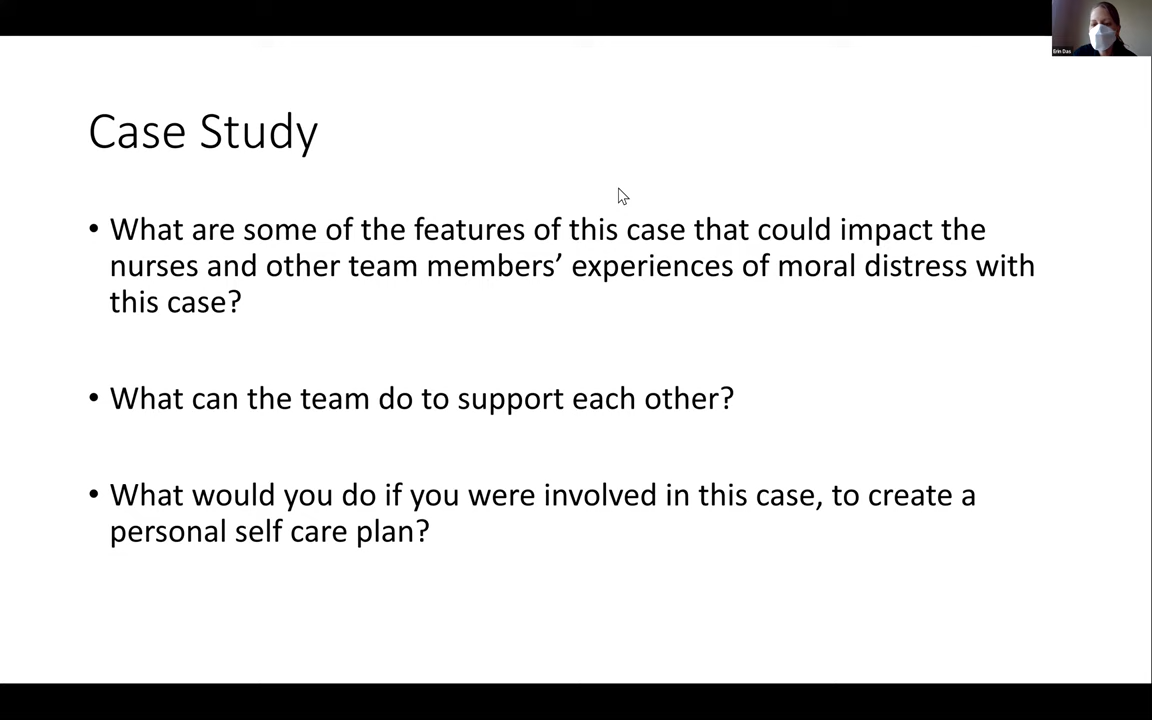 Erin Das
Case Study
• What are some of the features of this case that could impact the
nurses and other team members’ experiences of moral distress with
this case?
• What can the team do to support each other?
• What would you do if you were involved in this case, to create a
personal self care plan?